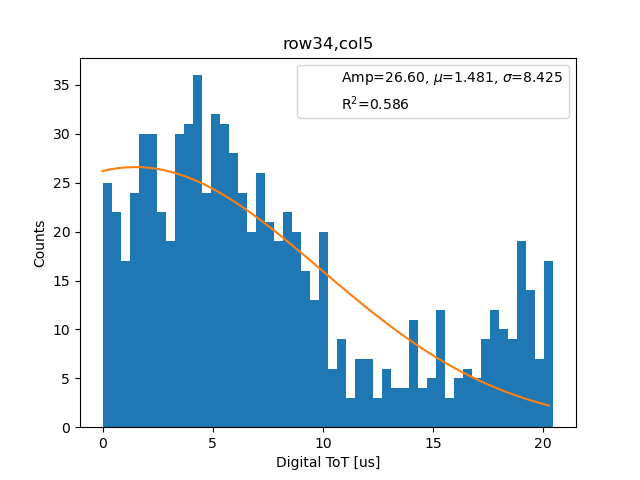 row34,col5
Amp=26.60, μ=1.481, σ=8.425
R²=0.586
Counts
35
30
25
20
15
10
5
0
0 5 10 15 20
Digital ToT [us]